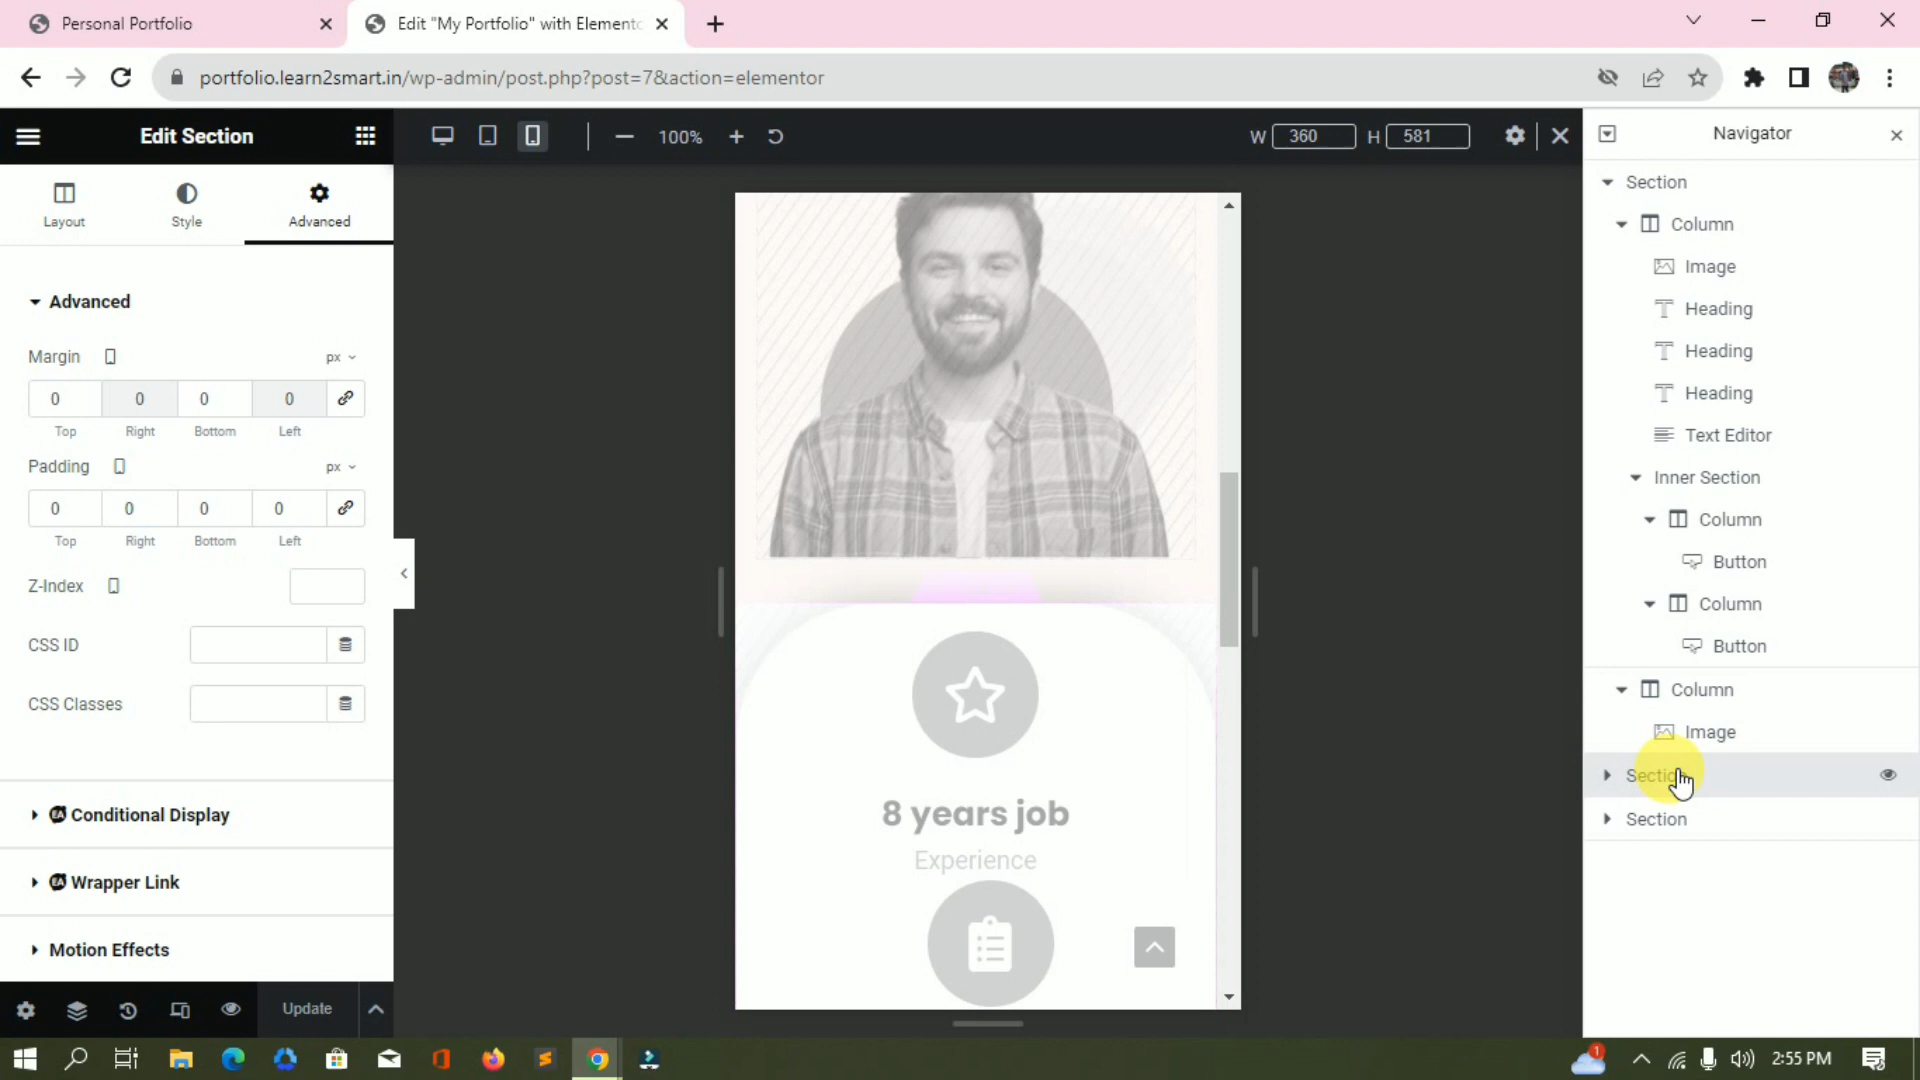 Personal Portfolio
Edit "My Portfolio" with Elemento
portfolio.learn2smart.in/wp-admin/post.php?post=7&action=elementor
Edit Section
100%
W 360 H 581
Navigator
Layout
Style
Advanced
Advanced
Margin
px
0 0 0 0
Top Right Bottom Left
Padding
px
0 0 0 0
Top Right Bottom Left
Z-Index
CSS ID
CSS Classes
Conditional Display
Wrapper Link
Motion Effects
Update
8 years job
Experience
Section
Column
Image
Heading
Heading
Heading
Text Editor
Inner Section
Column
Button
Column
Button
Column
Image
Section
Section
1
2:55 PM